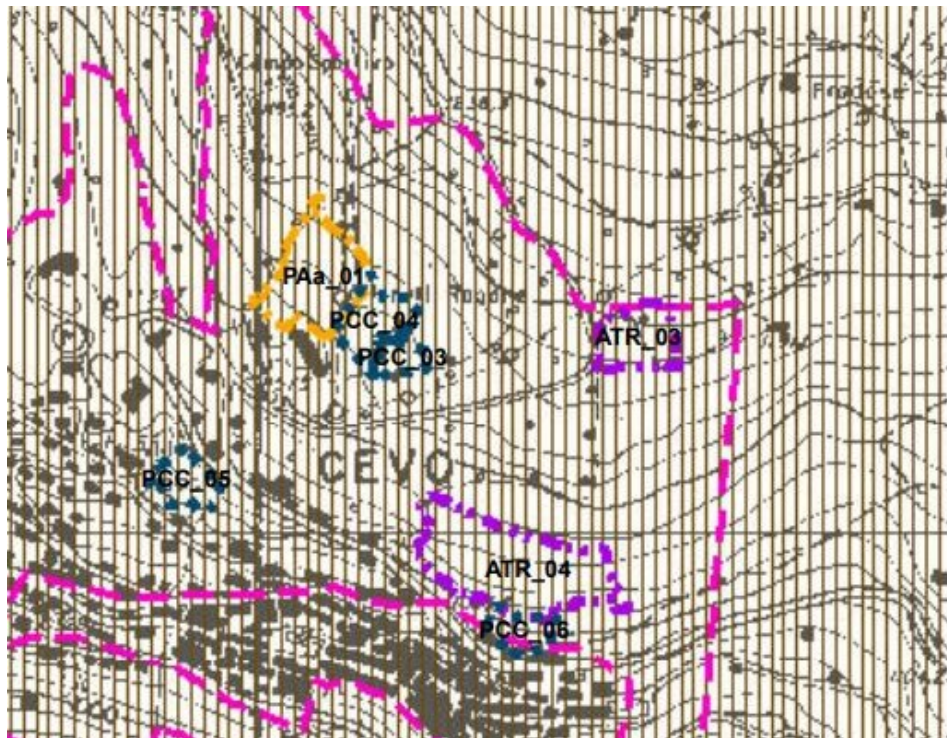 PAa_01
PCC_04
ATR_03
PCC_03
CEVO
PCC_05
ATR_04
PCC_06